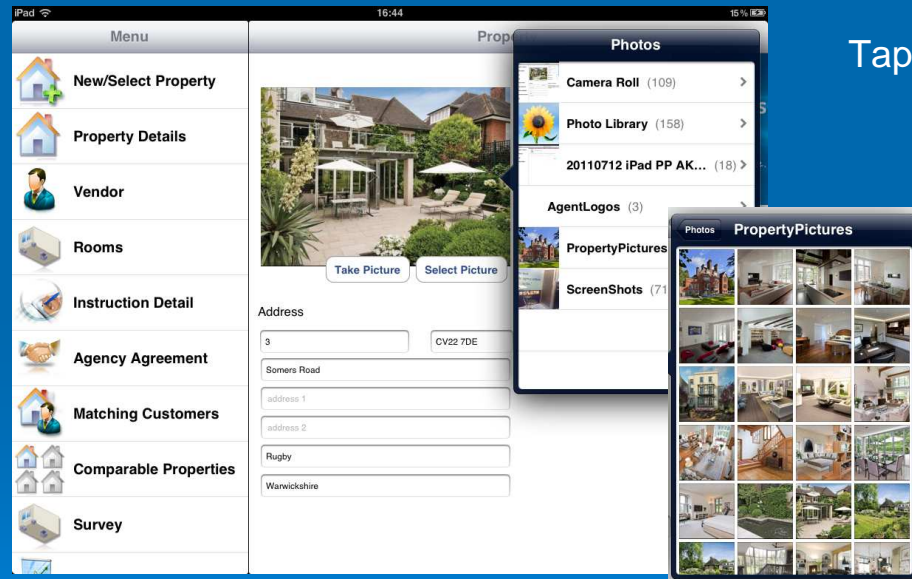 iPad 16:44 15%
Menu
Photos
Tap
New/Select Property
Property Details
Vendor
Rooms
Instruction Detail
Agency Agreement
Matching Customers
Comparable Properties
Survey
Take Picture
Select Picture
Address
3
CV22 7DE
Somers Road
address 1
address 2
Rugby
Warwickshire
Camera Roll (109)
Photo Library (158)
20110712 iPad PP AK... (18)
AgentLogos (3)
PropertyPictures
ScreenShots (71
Photos PropertyPictures